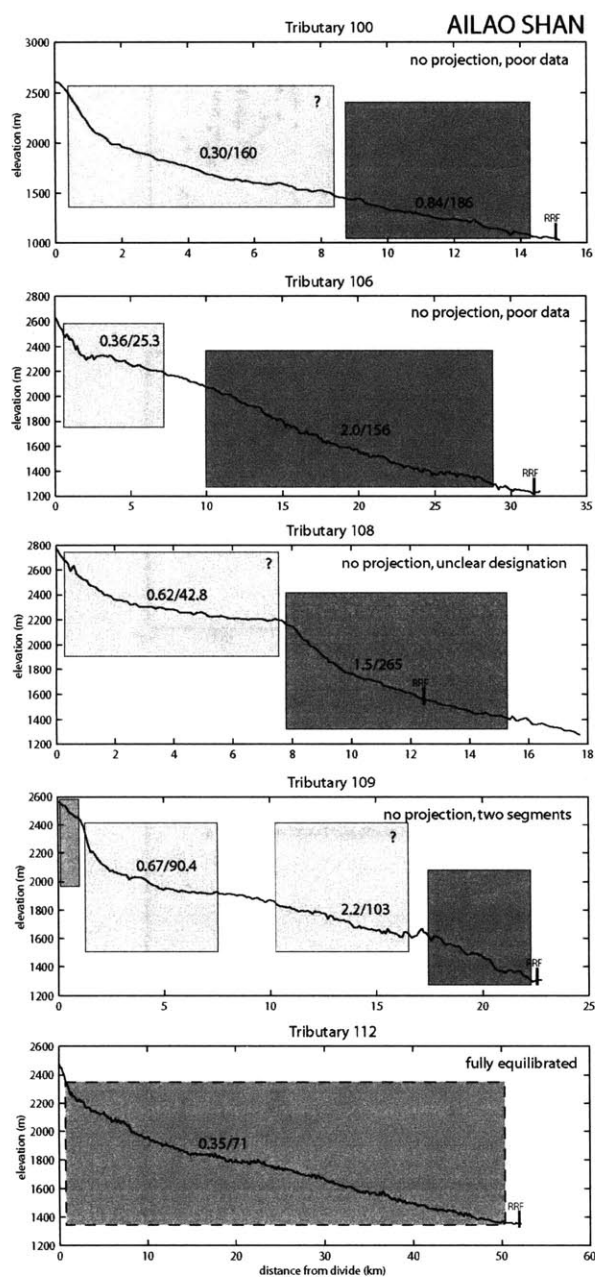 AILAO SHAN
Tributary 100
no projection, poor data
3000
2500
2000
1500
1000
elevation (m)
?
0.30/160
0.84/186
RRF
0 2 4 6 8 10 12 14 16
Tributary 106
no projection, poor data
2800
2600
2400
2200
2000
1800
1600
1400
1200
elevation (m)
0.36/25.3
2.0/156
RRF
0 5 10 15 20 25 30 35
Tributary 108
no projection, unclear designation
2800
2600
2400
2200
2000
1800
1600
1400
1200
elevation (m)
?
0.62/42.8
1.5/265
RRF
0 2 4 6 8 10 12 14 16 18
Tributary 109
no projection, two segments
2600
2400
2200
2000
1800
1600
1400
1200
elevation (m)
?
0.67/90.4
2.2/103
RRF
0 5 10 15 20 25
Tributary 112
fully equilibrated
2600
2400
2200
2000
1800
1600
1400
1200
elevation (m)
0.35/71
RRF
0 10 20 30 40 50 60
distance from divide (km)